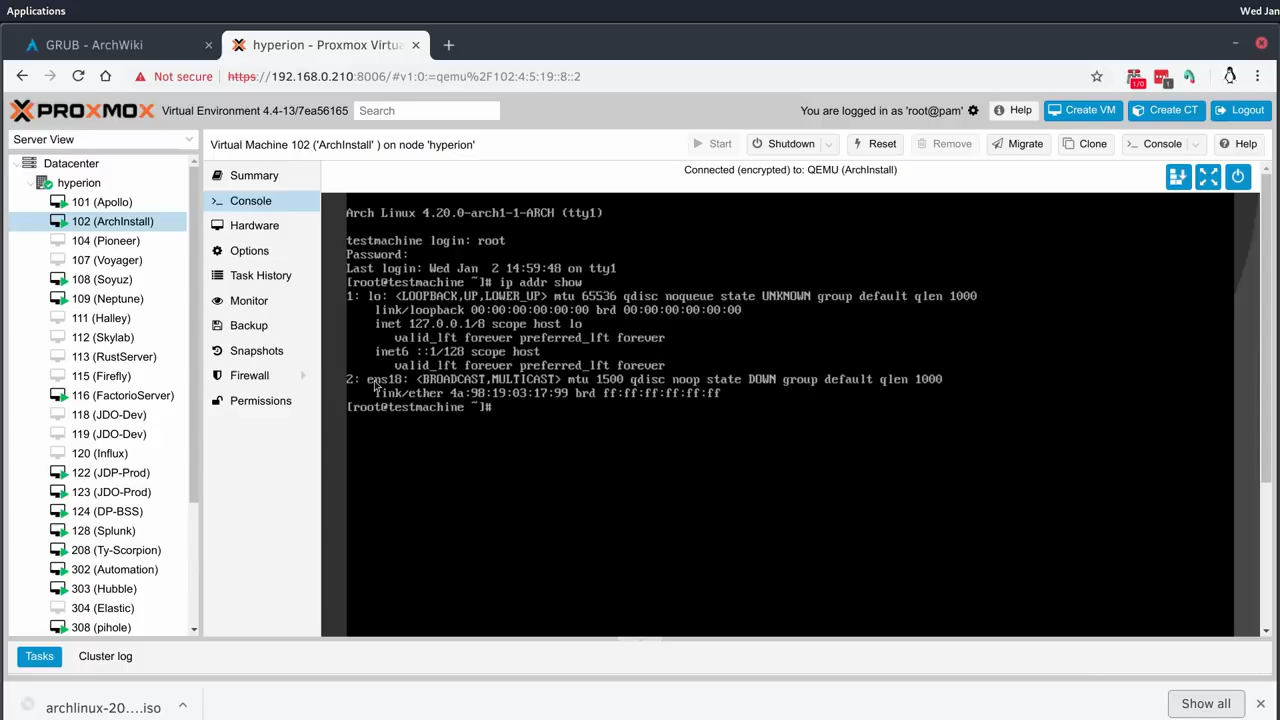 Applications
Wed Jan
GRUB - ArchWiki
hyperion - Proxmox Virtua
Not secure
https://192.168.0.210:8006/#v1:0:=qemu%2F102:4:5:19::8::2
1/0
1
PROXMOX
Virtual Environment 4.4-13/7ea56165
Search
You are logged in as 'root@pam'
Help
Create VM
Create CT
Logout
Server View
Virtual Machine 102 ('ArchInstall' ) on node 'hyperion'
Start
Shutdown
Reset
Remove
Migrate
Clone
>_ Console
Help
Datacenter
hyperion
101 (Apollo)
102 (ArchInstall)
104 (Pioneer)
107 (Voyager)
108 (Soyuz)
109 (Neptune)
111 (Halley)
112 (Skylab)
113 (RustServer)
115 (Firefly)
116 (FactorioServer)
118 (JDO-Dev)
119 (JDO-Dev)
120 (Influx)
122 (JDP-Prod)
123 (JDO-Prod)
124 (DP-BSS)
128 (Splunk)
208 (Ty-Scorpion)
302 (Automation)
303 (Hubble)
304 (Elastic)
308 (pihole)
Summary
>_ Console
Hardware
Options
Task History
Monitor
Backup
Snapshots
Firewall
Permissions
Connected (encrypted) to: QEMU (ArchInstall)
Arch Linux 4.20.0-arch1-1-ARCH (tty1)
testmachine login: root
Password:
Last login: Wed Jan  2 14:59:48 on tty1
[root@testmachine ~]# ip addr show
1: lo: <LOOPBACK,UP,LOWER_UP> mtu 65536 qdisc noqueue state UNKNOWN group default qlen 1000
link/loopback 00:00:00:00:00:00 brd 00:00:00:00:00:00
inet 127.0.0.1/8 scope host lo
valid_lft forever preferred_lft forever
inet6 ::1/128 scope host
valid_lft forever preferred_lft forever
2: ens18: <BROADCAST,MULTICAST> mtu 1500 qdisc noop state DOWN group default qlen 1000
link/ether 4a:98:19:03:17:99 brd ff:ff:ff:ff:ff:ff
[root@testmachine ~]#
Tasks
Cluster log
archlinux-20....iso
Show all